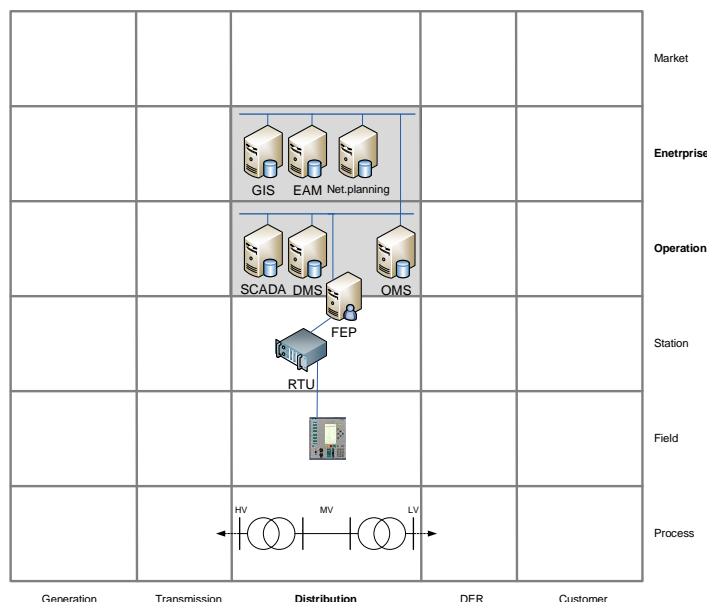 Market
Enetrprise
GIS EAM Net.planning
Operation
SCADA DMS OMS
FEP
Station
RTU
Field
HV MV LV
Process
Generation Transmission Distribution DER Customer